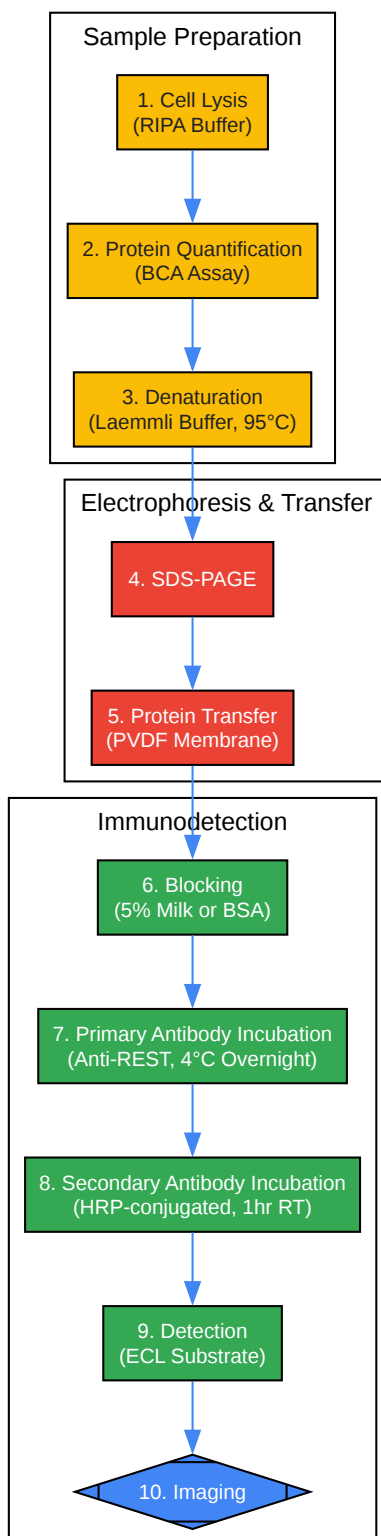 Sample Preparation
1. Cell Lysis
(RIPA Buffer)
2. Protein Quantification
(BCA Assay)
3. Denaturation
(Laemmli Buffer, 95°C)
Electrophoresis & Transfer
4. SDS-PAGE
5. Protein Transfer
(PVDF Membrane)
Immunodetection
6. Blocking
(5% Milk or BSA)
7. Primary Antibody Incubation
(Anti-REST, 4°C Overnight)
8. Secondary Antibody Incubation
(HRP-conjugated, 1hr RT)
9. Detection
(ECL Substrate)
10. Imaging